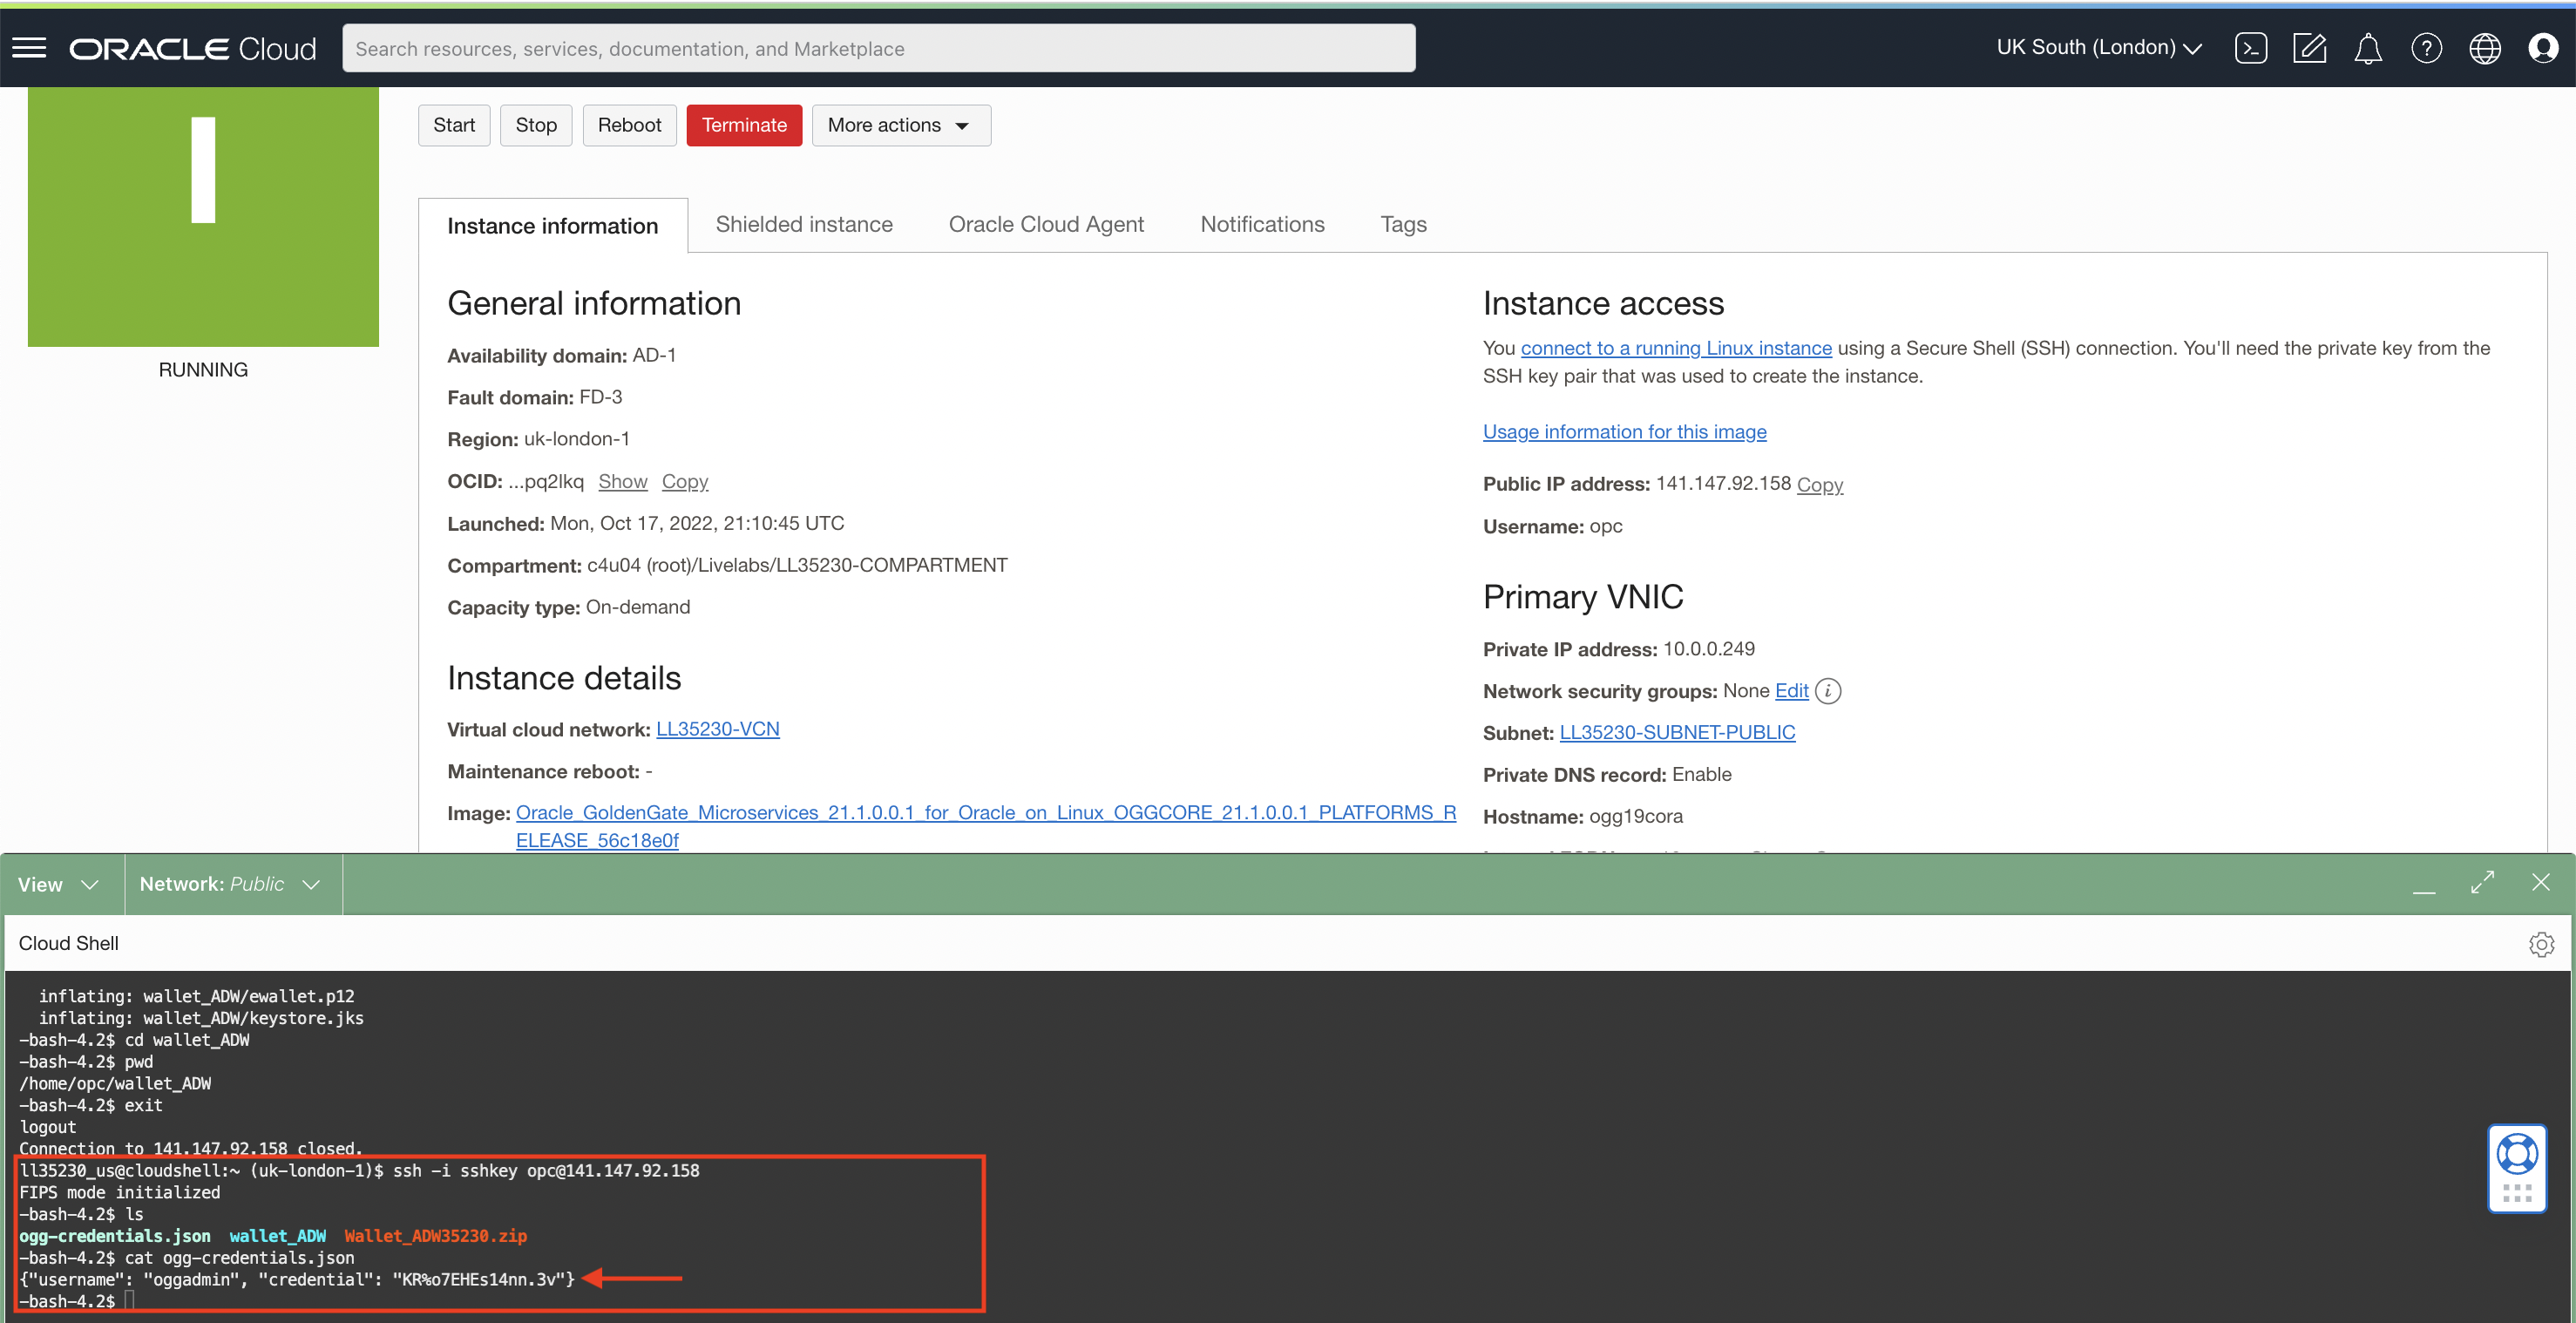 ORACLE Cloud
Search resources, services, documentation, and Marketplace
UK South (London)
I
RUNNING
Start Stop Reboot Terminate More actions
Instance information Shielded instance Oracle Cloud Agent Notifications Tags
General information
Availability domain: AD-1
Fault domain: FD-3
Region: uk-london-1
OCID: ...pq2lkq Show Copy
Launched: Mon, Oct 17, 2022, 21:10:45 UTC
Compartment: c4u04 (root)/Livelabs/LL35230-COMPARTMENT
Capacity type: On-demand
Instance details
Virtual cloud network: LL35230-VCN
Maintenance reboot: -
Image: Oracle_GoldenGate_Microservices_21.1.0.0.1_for_Oracle_on_Linux_OGGCORE_21.1.0.0.1_PLATFORMS_R
ELEASE_56c18e0f
Instance access
You connect to a running Linux instance using a Secure Shell (SSH) connection. You'll need the private key from the
SSH key pair that was used to create the instance.
Usage information for this image
Public IP address: 141.147.92.158 Copy
Username: opc
Primary VNIC
Private IP address: 10.0.0.249
Network security groups: None Edit
Subnet: LL35230-SUBNET-PUBLIC
Private DNS record: Enable
Hostname: ogg19cora
View Network: Public
Cloud Shell
inflating: wallet_ADW/ewallet.p12
inflating: wallet_ADW/keystore.jks
-bash-4.2$ cd wallet_ADW
-bash-4.2$ pwd
/home/opc/wallet_ADW
-bash-4.2$ exit
logout
Connection to 141.147.92.158 closed.
ll35230_us@cloudshell:~ (uk-london-1)$ ssh -i sshkey opc@141.147.92.158
FIPS mode initialized
-bash-4.2$ ls
ogg-credentials.json wallet_ADW Wallet_ADW35230.zip
-bash-4.2$ cat ogg-credentials.json
{"username": "oggadmin", "credential": "KR%o7EHEs14nn.3v"}
-bash-4.2$